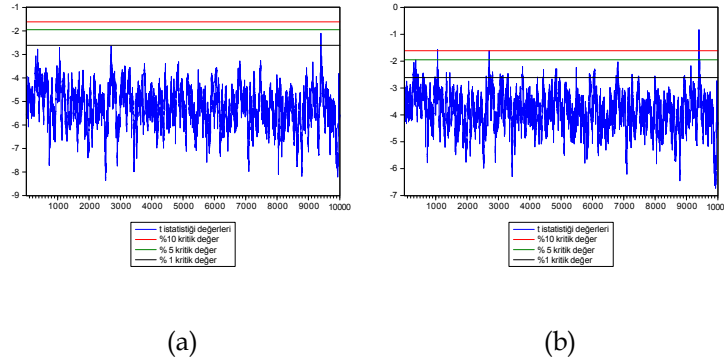 -1
-2
-3
-4
-5
-6
-7
-8
-9
1000 2000 3000 4000 5000 6000 7000 8000 9000 10000
t istatistiği değerleri
%10 kritik değer
% 5 kritik değer
% 1 kritik değer
(a)
0
-1
-2
-3
-4
-5
-6
-7
1000 2000 3000 4000 5000 6000 7000 8000 9000 10000
t istatistiği değerleri
%10 kritik değer
% 5 kritik değer
%1 kritik değer
(b)